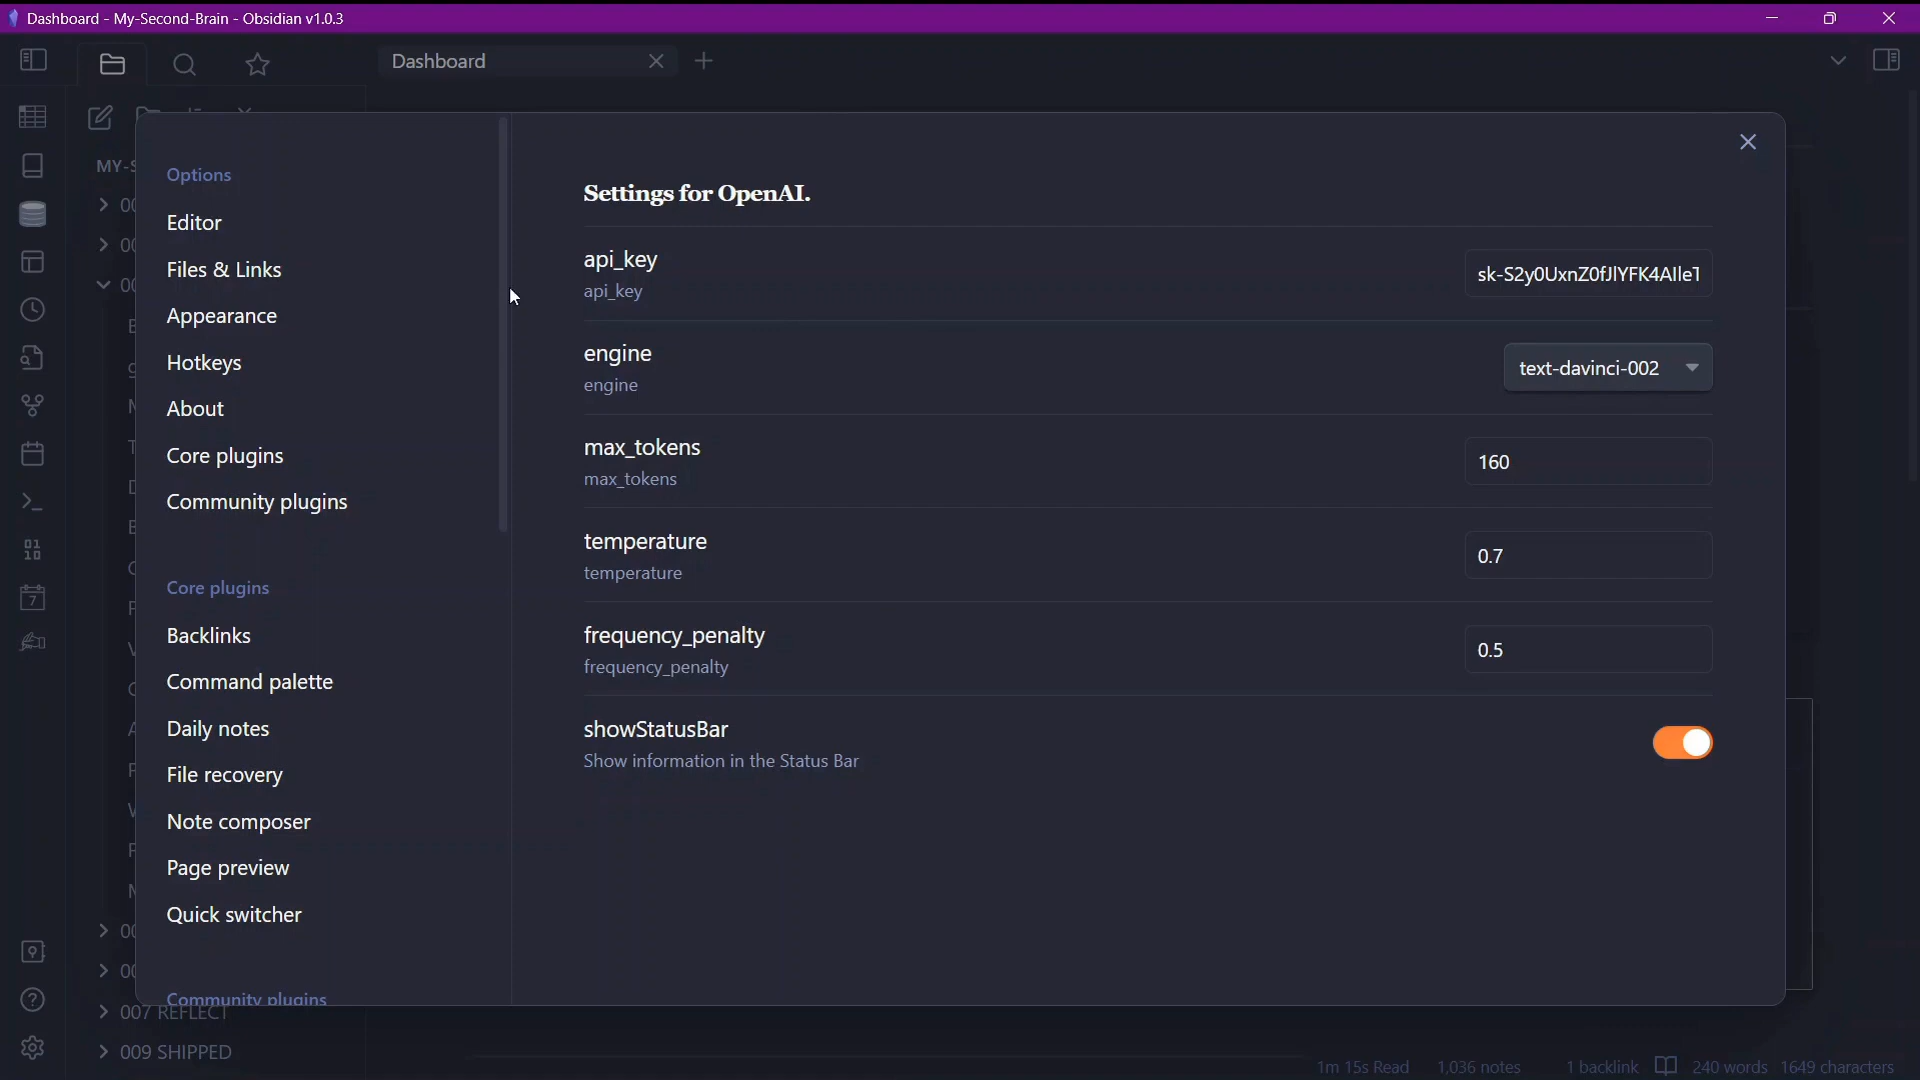 Dashboard - My-Second-Brain - Obsidian v1.0.3
Dashboard
Options
Editor
Files & Links
Appearance
Hotkeys
About
Core plugins
Community plugins
Core plugins
Backlinks
Command palette
Daily notes
File recovery
Note composer
Page preview
Quick switcher
Community plugins
Settings for OpenAI.
api_key
api_key
engine
engine
text-davinci-002
max_tokens
max_tokens
160
temperature
temperature
0.7
frequency_penalty
frequency_penalty
0.5
showStatusBar
Show information in the Status Bar
007 REFLECT
009 SHIPPED
1m 15s Read
1,036 notes
1 backlink
240 words
1649 characters